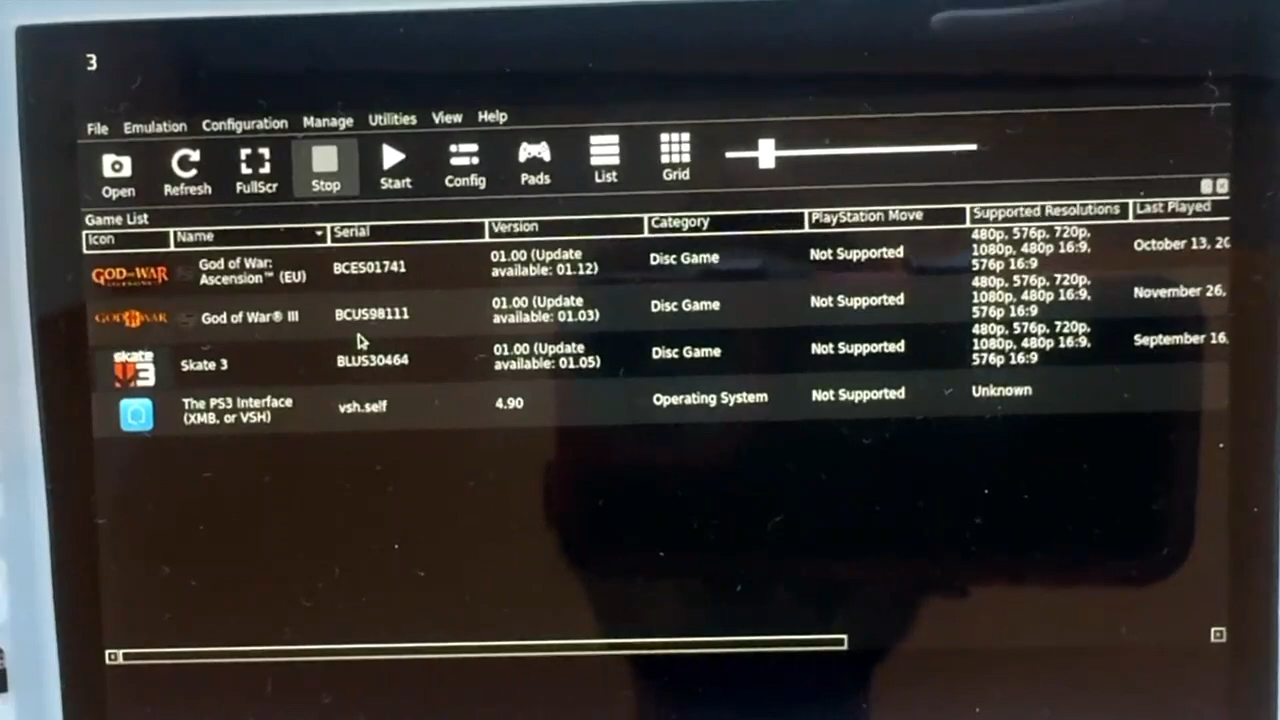 3
File Emulation Configuration Manage Utilities View Help
Open Refresh FullScr Stop Start Config Pads List Grid
Game List
Icon Name Serial Version Category PlayStation Move Supported Resolutions Last Played
GOD OF WAR
God of War:
Ascension™ (EU)
BCES01741
01.00 (Update
available: 01.12)
Disc Game
Not Supported
480p, 576p, 720p,
1080p, 480p 16:9,
576p 16:9
October 13, 20
GOD OF WAR
God of War® III
BCUS98111
01.00 (Update
available: 01.03)
Disc Game
Not Supported
480p, 576p, 720p,
1080p, 480p 16:9,
576p 16:9
November 26,
skate
3
Skate 3
BLUS30464
01.00 (Update
available: 01.05)
Disc Game
Not Supported
480p, 576p, 720p,
1080p, 480p 16:9,
576p 16:9
September 16,
The PS3 Interface
(XMB, or VSH)
vsh.self
4.90
Operating System
Not Supported
Unknown